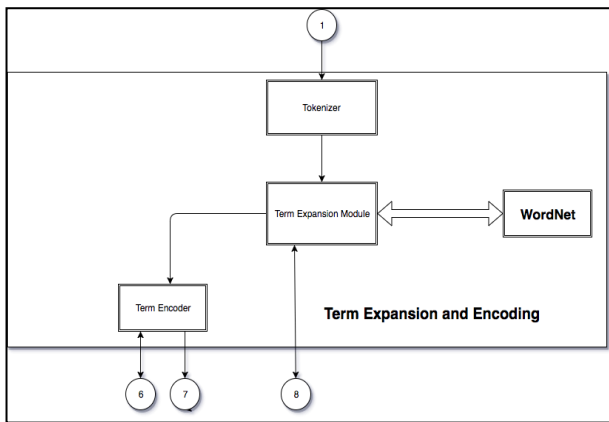 1
Tokenizer
Term Expansion Module
WordNet
Term Encoder
Term Expansion and Encoding
6
7
8